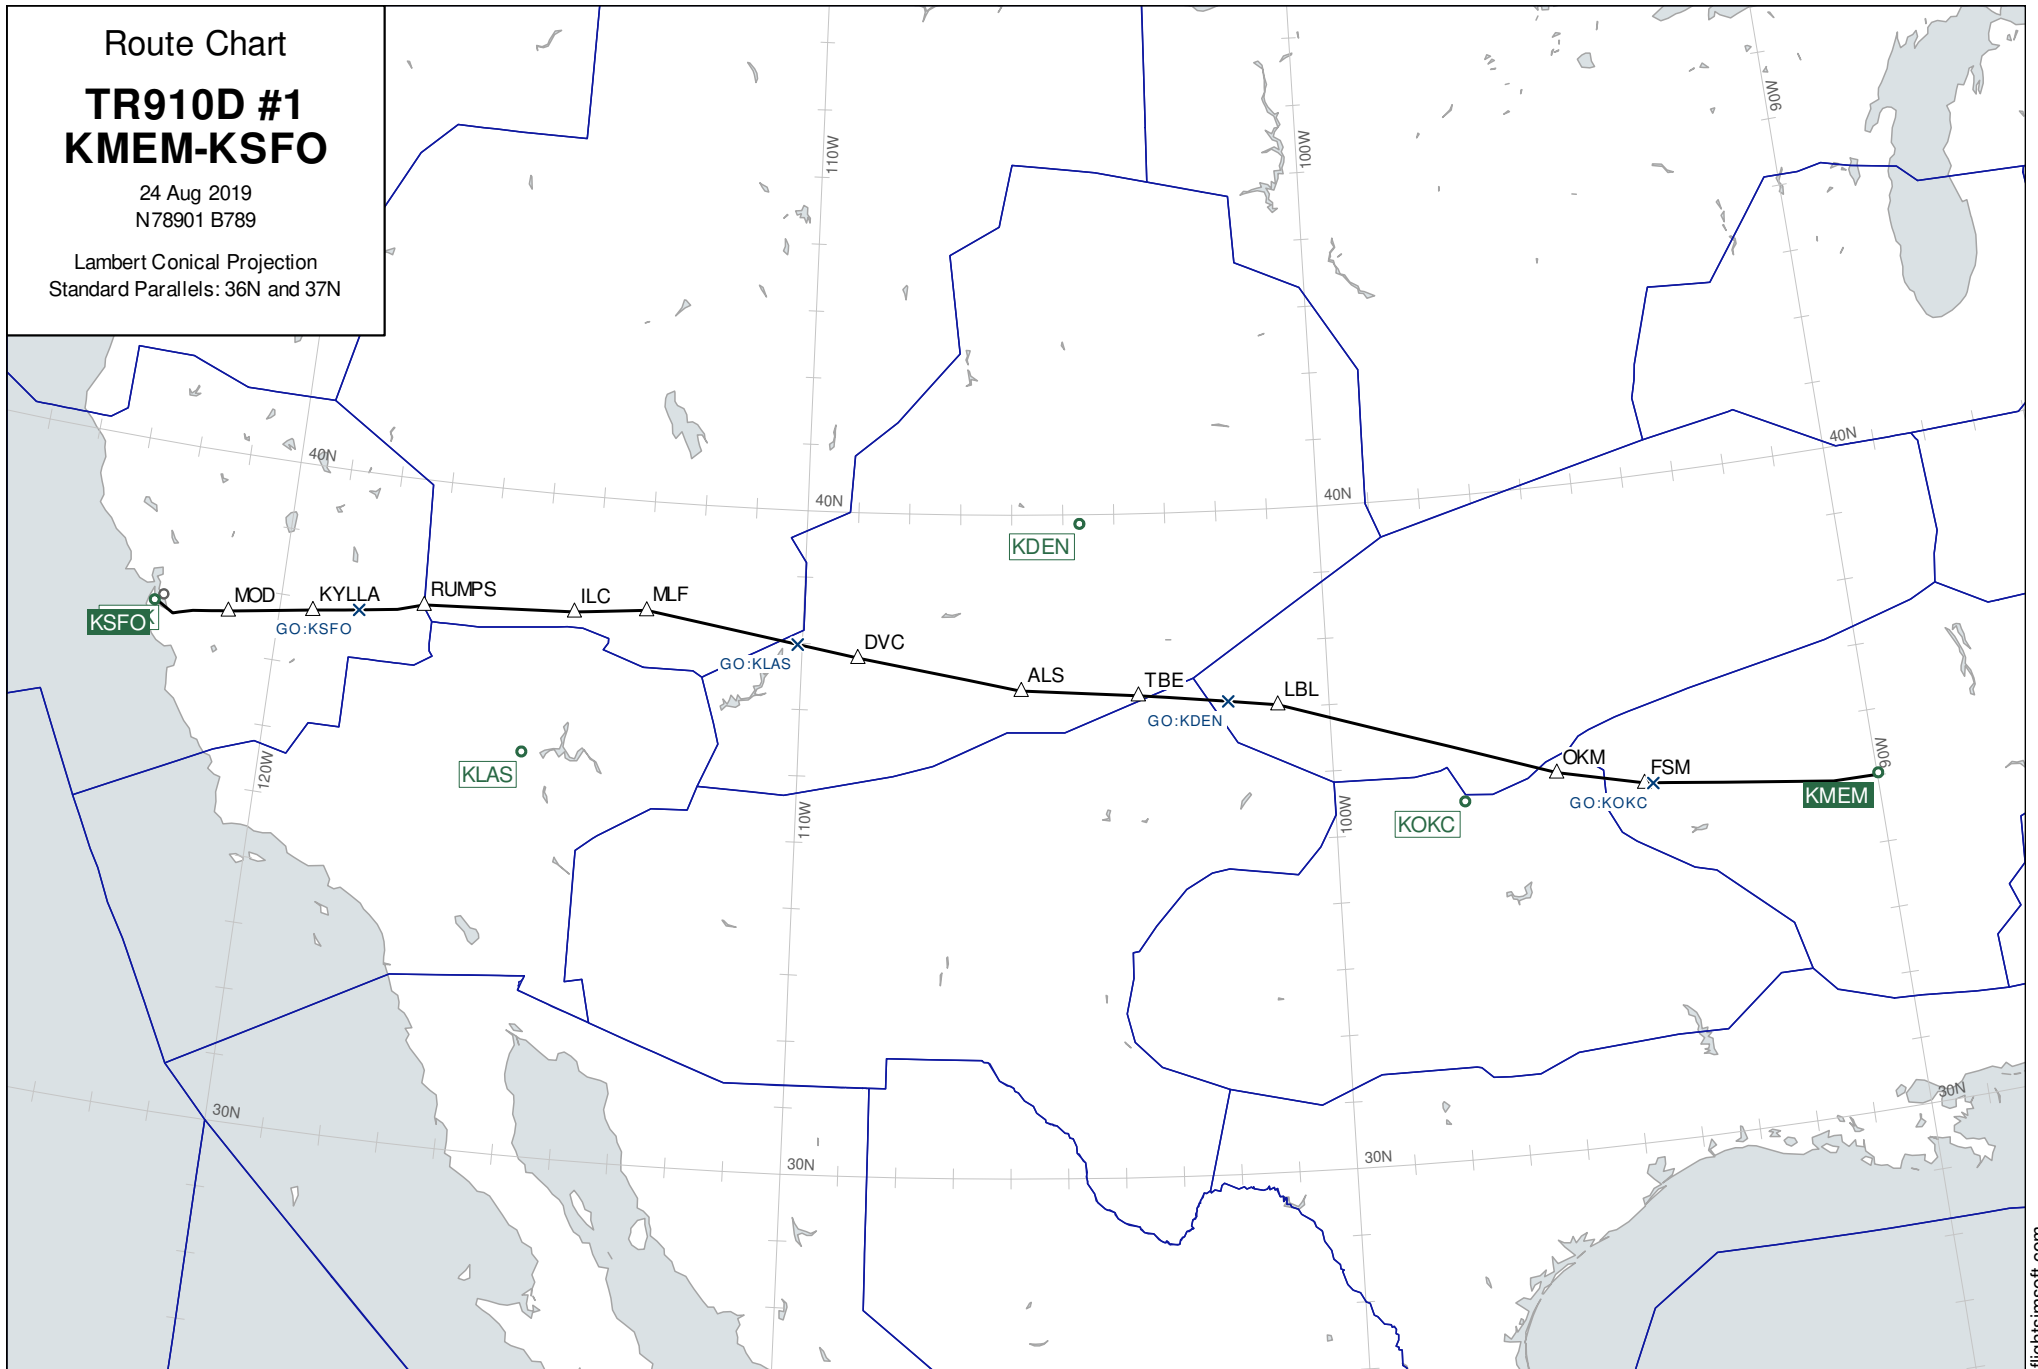 Route Chart
TR910D #1
KMEM-KSFO
24 Aug 2019
N78901 B789
Lambert Conical Projection
Standard Parallels: 36N and 37N
90W
110W
100W
40N
40N
40N
40N
KDEN
KSFO
MOD
KYLLA
GO:KSFO
RUMPS
ILC
MLF
GO:KLAS
DVC
ALS
TBE
GO:KDEN
LBL
OKM
FSM
GO:KOKC
KMEM
90W
KLAS
KOKC
120W
110W
100W
30N
30N
30N
30N
flightsimsoft.com